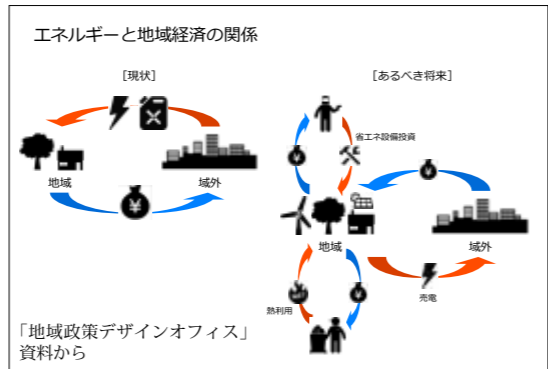 エネルギーと地域経済の関係
[現状]
地域
域外
¥
[あるべき将来]
省エネ設備投資
¥
¥
地域
域外
売電
熱利用
¥
「地域政策デザインオフィス」
資料から